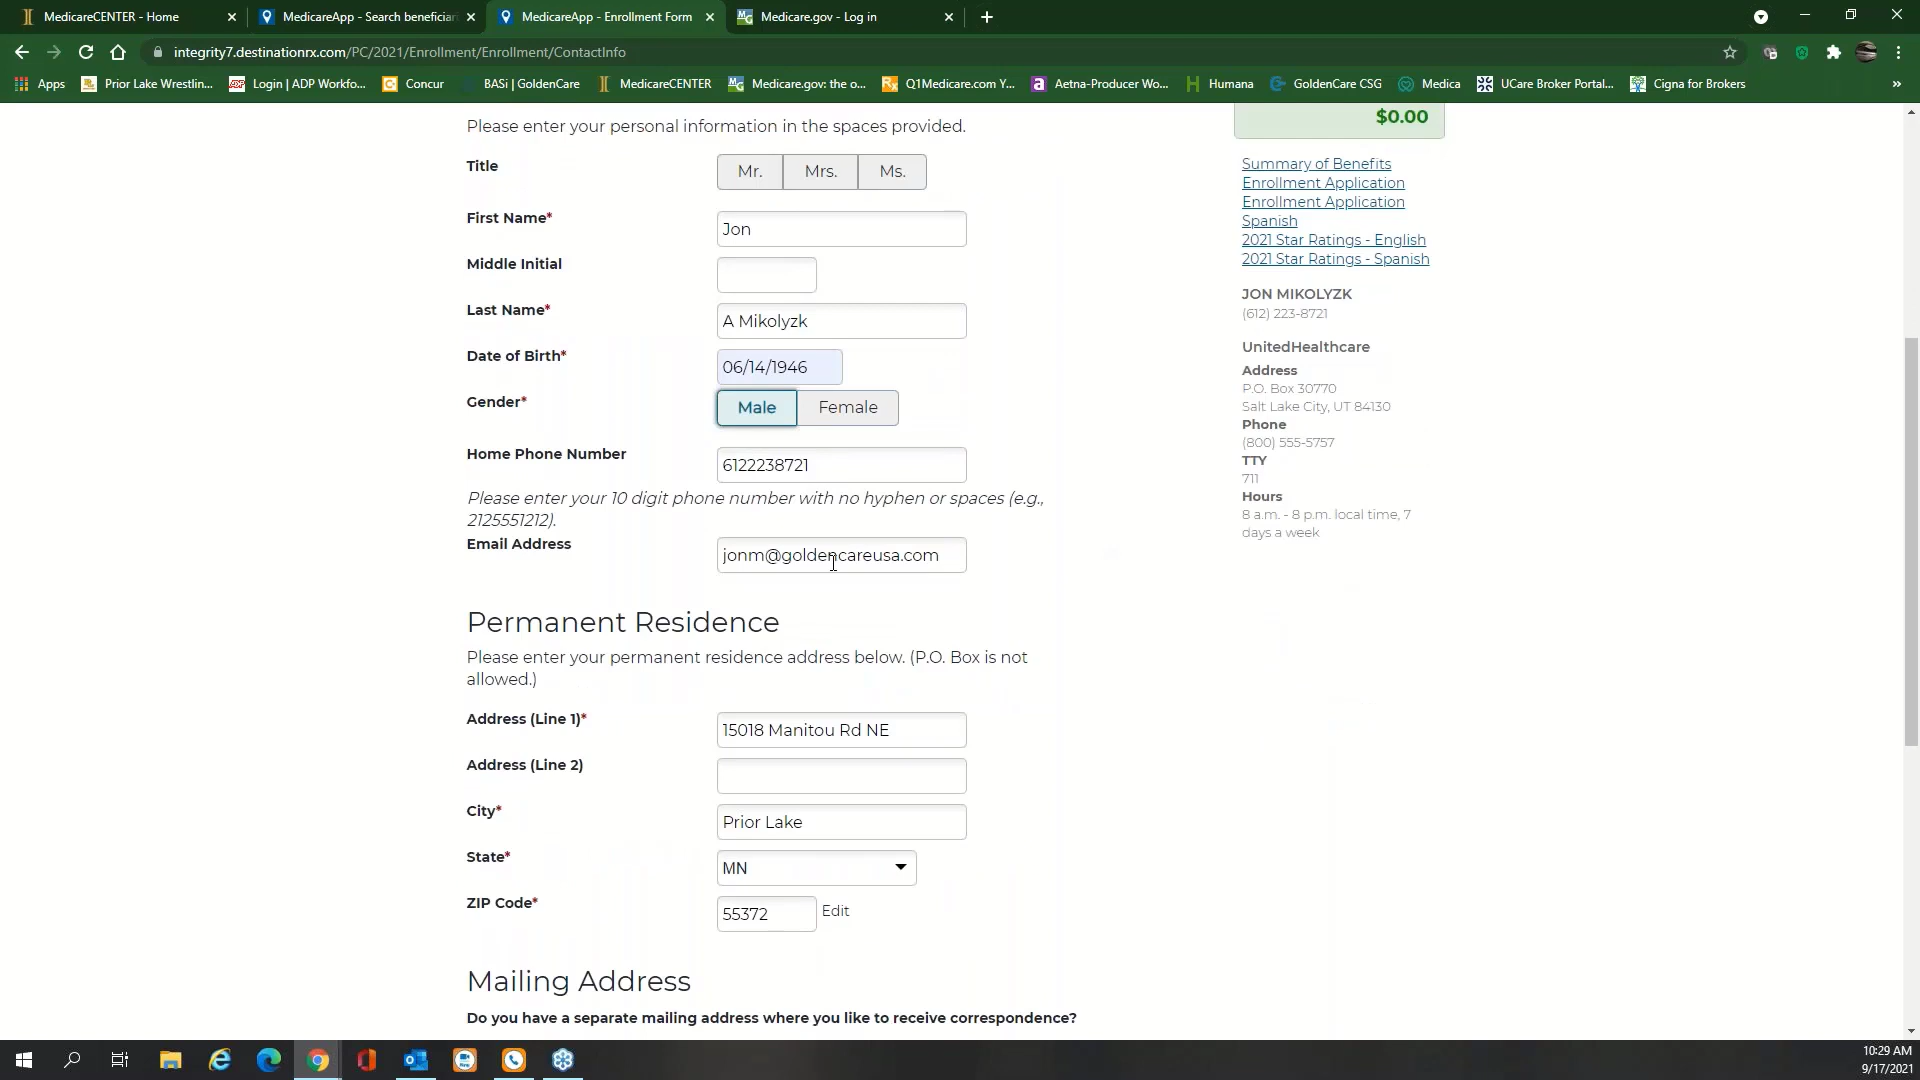 MedicareCENTER - Home
MedicareApp - Search beneficiar
MedicareApp - Enrollment Form
Medicare.gov - Log in
integrity7.destinationrx.com/PC/2021/Enrollment/Enrollment/ContactInfo
Apps
Prior Lake Wrestlin...
Login | ADP Workfo...
Concur
BASi | GoldenCare
MedicareCENTER
Medicare.gov: the o...
Q1Medicare.com Y...
Aetna-Producer Wo...
Humana
GoldenCare CSG
Medica
UCare Broker Portal...
Cigna for Brokers
»
Please enter your personal information in the spaces provided.
Title
Mr. Mrs. Ms.
First Name*
Jon
Middle Initial
Last Name*
A Mikolyzk
Date of Birth*
06/14/1946
Gender*
Male Female
Home Phone Number
6122238721
Please enter your 10 digit phone number with no hyphen or spaces (e.g.,
2125551212).
Email Address
jonm@goldencareusa.com
Permanent Residence
Please enter your permanent residence address below. (P.O. Box is not
allowed.)
Address (Line 1)*
15018 Manitou Rd NE
Address (Line 2)
City*
Prior Lake
State*
MN
ZIP Code*
55372 Edit
Mailing Address
Do you have a separate mailing address where you like to receive correspondence?
$0.00
Summary of Benefits
Enrollment Application
Enrollment Application
Spanish
2021 Star Ratings - English
2021 Star Ratings - Spanish
JON MIKOLYZK
(612) 223-8721
UnitedHealthcare
Address
P.O. Box 30770
Salt Lake City, UT 84130
Phone
(800) 555-5757
TTY
711
Hours
8 a.m. - 8 p.m. local time, 7
days a week
10:29 AM
9/17/2021